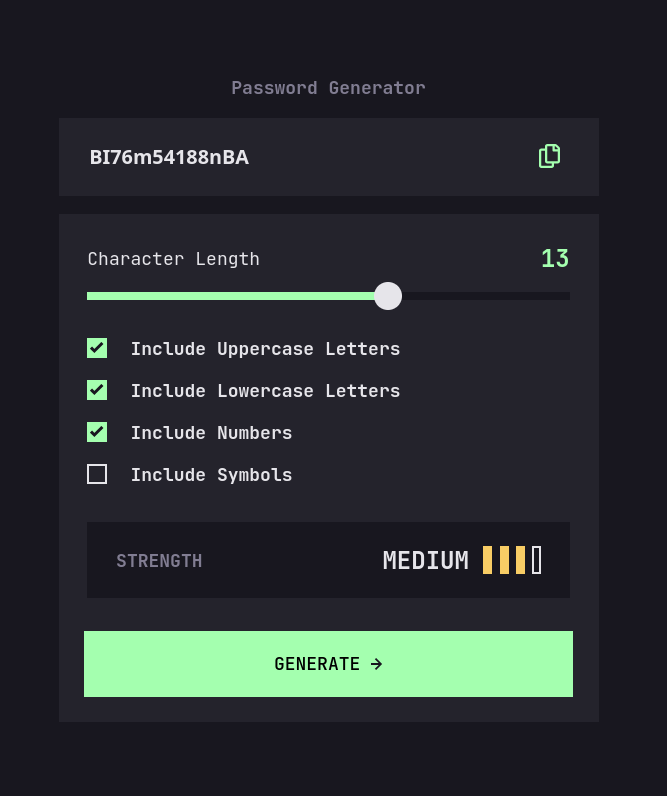 Password Generator
BI76m54188nBA
Character Length 13
Include Uppercase Letters
Include Lowercase Letters
Include Numbers
Include Symbols
STRENGTH MEDIUM
GENERATE →